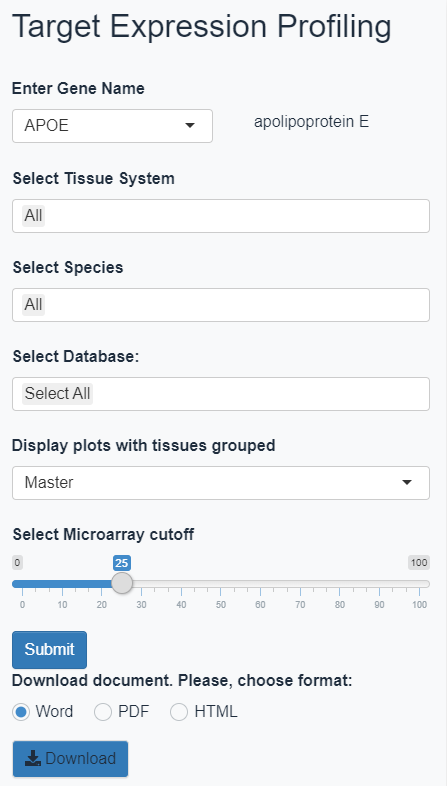 Target Expression Profiling
Enter Gene Name
APOE apolipoprotein E
Select Tissue System
All
Select Species
All
Select Database:
Select All
Display plots with tissues grouped
Master
Select Microarray cutoff
0 25 100
0 10 20 30 40 50 60 70 80 90 100
Submit
Download document. Please, choose format:
Word PDF HTML
Download